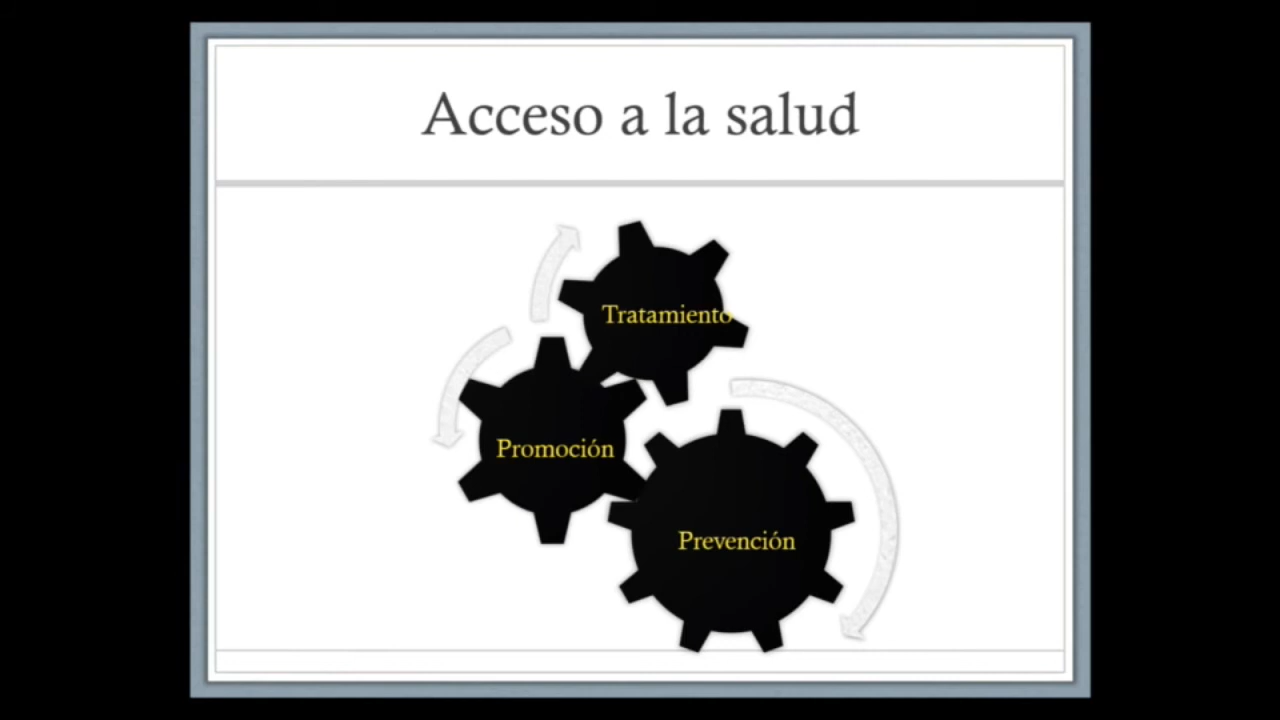 Acceso a la salud
Tratamiento
Promoción
Prevención